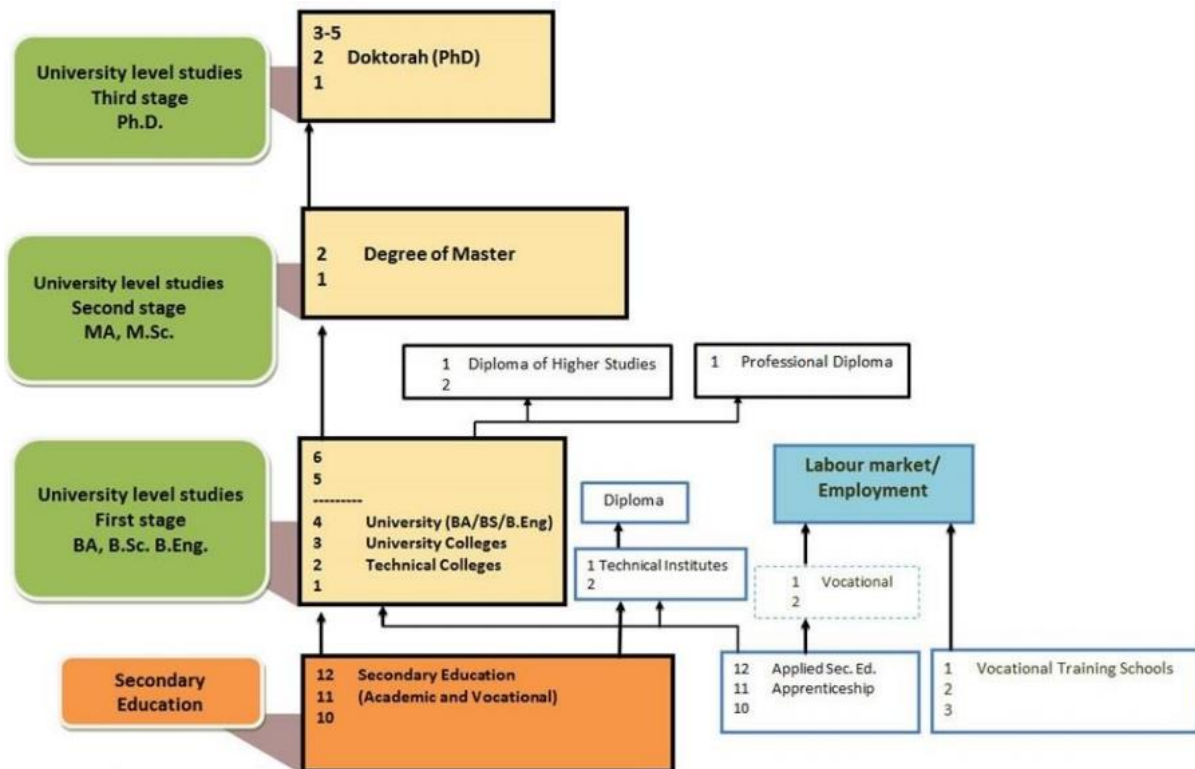 3-5
2 Doktorah (PhD)
1
University level studies
Third stage
Ph.D.
2 Degree of Master
1
University level studies
Second stage
MA, M.Sc.
1 Diploma of Higher Studies
2
1 Professional Diploma
6
5
---------
4 University (BA/BS/B.Eng)
3 University Colleges
2 Technical Colleges
1
University level studies
First stage
BA, B.Sc. B.Eng.
Diploma
1 Technical Institutes
2
Labour market/
Employment
1 Vocational
2
Secondary
Education
12 Secondary Education
11 (Academic and Vocational)
10
12 Applied Sec. Ed.
11 Apprenticeship
10
1 Vocational Training Schools
2
3